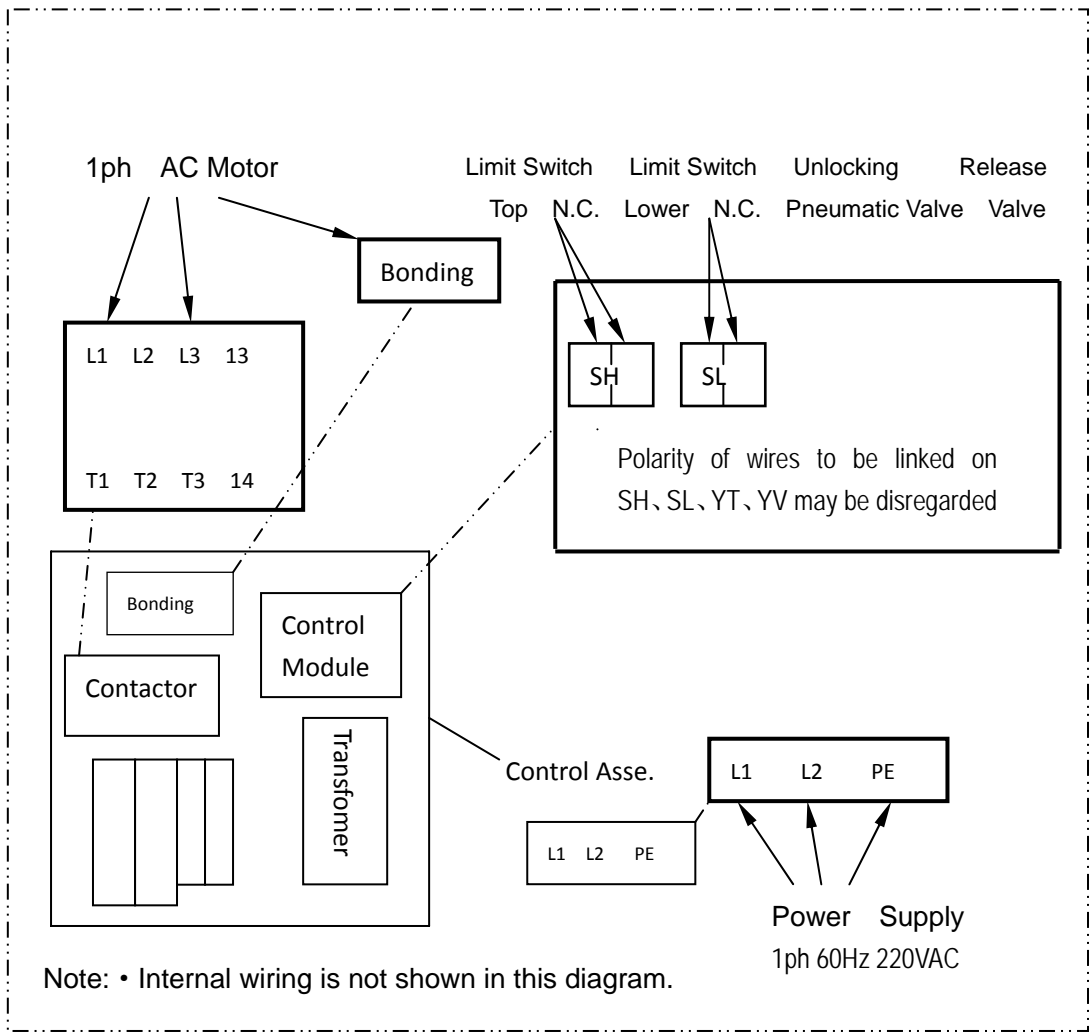 1ph AC Motor
Limit Switch Limit Switch Unlocking Release
Top N.C. Lower N.C. Pneumatic Valve Valve
Bonding
L1 L2 L3 13
T1 T2 T3 14
SH SL
Polarity of wires to be linked on
SH、SL、YT、YV may be disregarded
Bonding
Control
Module
Contactor
Transfomer
Control Asse.
L1 L2 PE
L1 L2 PE
Power Supply
1ph 60Hz 220VAC
Note: • Internal wiring is not shown in this diagram.